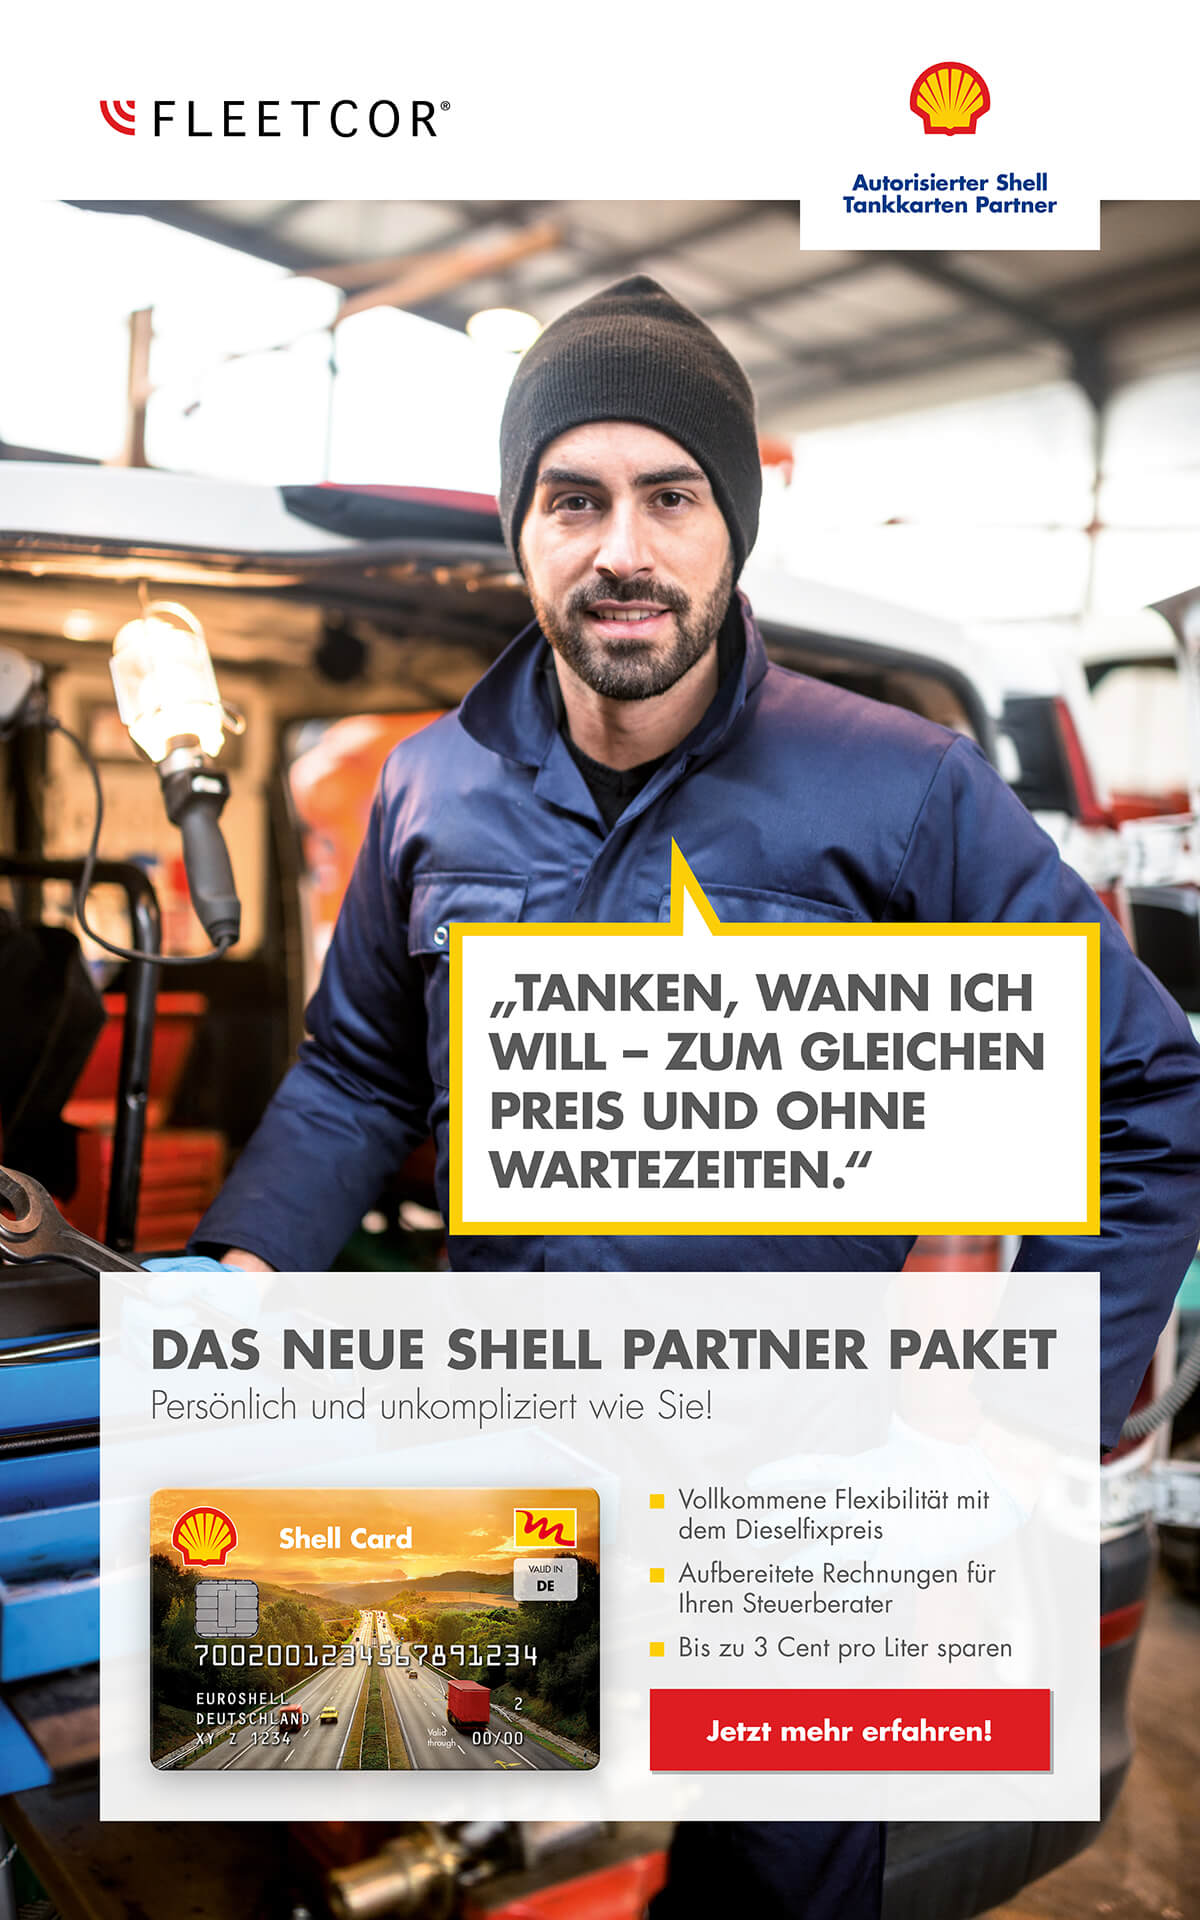 FLEETCOR®
Autorisierter Shell
Tankkarten Partner
„TANKEN, WANN ICH
WILL – ZUM GLEICHEN
PREIS UND OHNE
WARTEZEITEN.“
DAS NEUE SHELL PARTNER PAKET
Persönlich und unkompliziert wie Sie!
Shell Card
VALID IN
DE
7002001234567891234
EUROSHELL
DEUTSCHLAND
XY Z 1234
2
Valid
through
00/00
Vollkommene Flexibilität mit
dem Dieselfixpreis
Aufbereitete Rechnungen für
Ihren Steuerberater
Bis zu 3 Cent pro Liter sparen
Jetzt mehr erfahren!